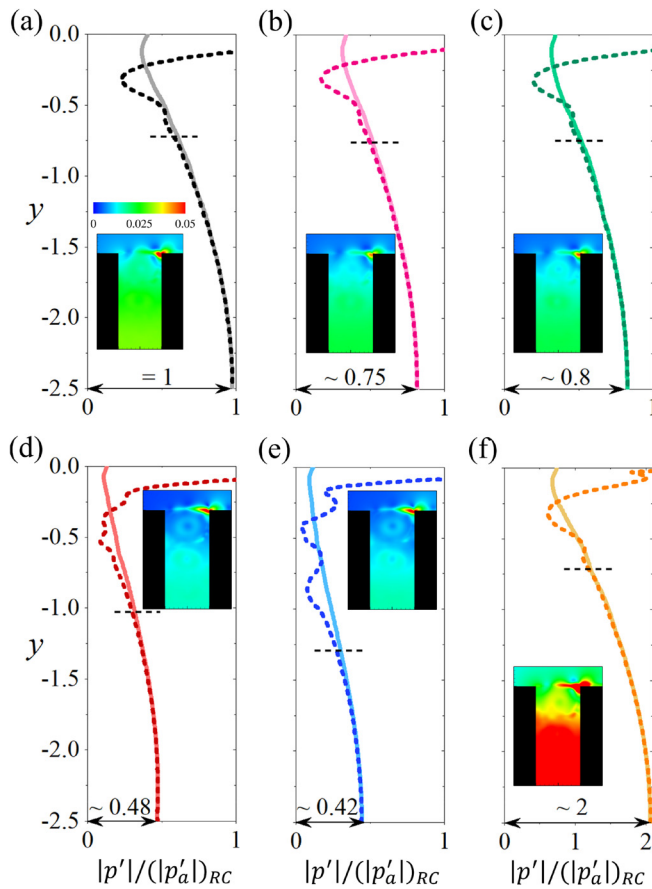 (a) (b) (c)
0.0
-0.5
-1.0
y
0 0.025 0.05
-1.5
-2.0
= 1 ~ 0.75 ~ 0.8
-2.5
0 1 0 1 0 1
(d) (e) (f)
0.0
-0.5
-1.0
y
-1.5
-2.0
~ 0.48 ~ 0.42 ~ 2
-2.5
0 1 0 1 0 1 2
|p′|/(|p′ₐ|)RC |p′|/(|p′ₐ|)RC |p′|/(|p′ₐ|)RC